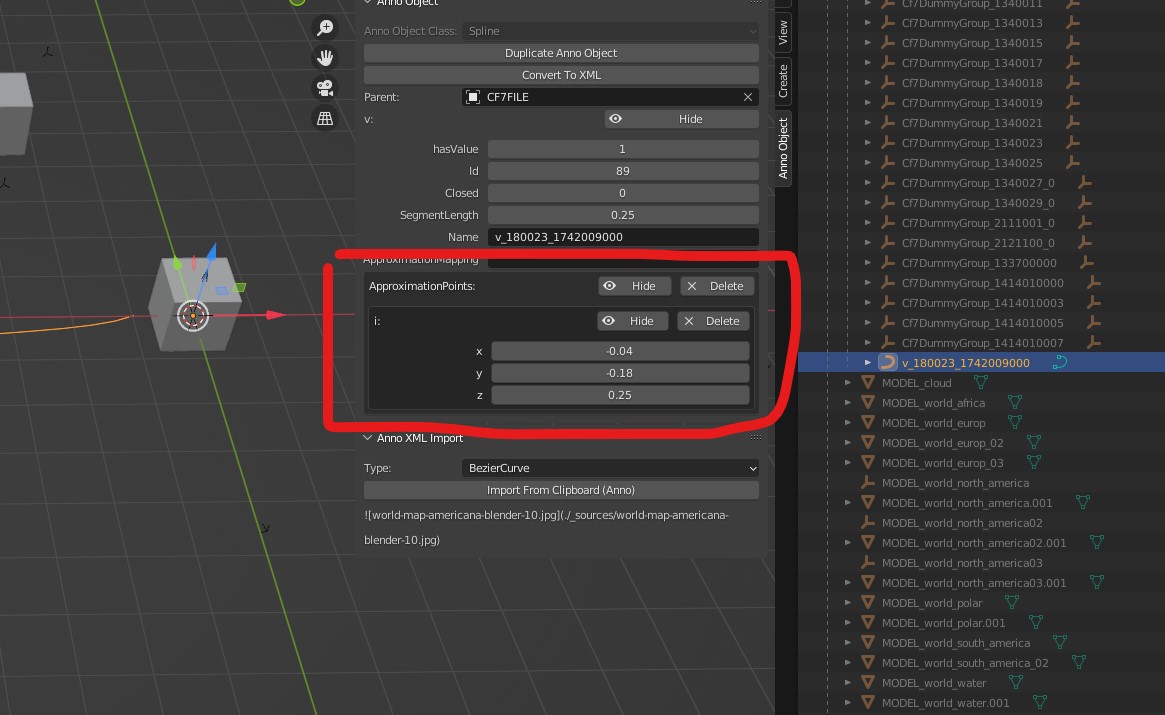 Anno Object
Anno Object Class:
Spline
Duplicate Anno Object
Convert To XML
Parent:
CF7FILE
v:
Hide
hasValue
1
Id
89
Closed
0
SegmentLength
0.25
Name
v_180023_1742009000
ApproximationMapping
ApproximationPoints:
Hide
Delete
i:
Hide
Delete
x
-0.04
y
-0.18
z
0.25
Anno XML Import
Type:
BezierCurve
Import From Clipboard (Anno)
![world-map-americana-blender-10.jpg](./_sources/world-map-americana-
blender-10.jpg)
View
Create
Anno Object
Cf7DummyGroup_1340011
Cf7DummyGroup_1340013
Cf7DummyGroup_1340015
Cf7DummyGroup_1340017
Cf7DummyGroup_1340018
Cf7DummyGroup_1340019
Cf7DummyGroup_1340021
Cf7DummyGroup_1340023
Cf7DummyGroup_1340025
Cf7DummyGroup_1340027_0
Cf7DummyGroup_1340029_0
Cf7DummyGroup_2111001_0
Cf7DummyGroup_2121100_0
Cf7DummyGroup_133700000
Cf7DummyGroup_1414010000
Cf7DummyGroup_1414010003
Cf7DummyGroup_1414010005
Cf7DummyGroup_1414010007
v_180023_1742009000
MODEL_cloud
MODEL_world_africa
MODEL_world_europ
MODEL_world_europ_02
MODEL_world_europ_03
MODEL_world_north_america
MODEL_world_north_america.001
MODEL_world_north_america02
MODEL_world_north_america02.001
MODEL_world_north_america03
MODEL_world_north_america03.001
MODEL_world_polar
MODEL_world_polar.001
MODEL_world_south_america
MODEL_world_south_america_02
MODEL_world_water
MODEL_world_water.001